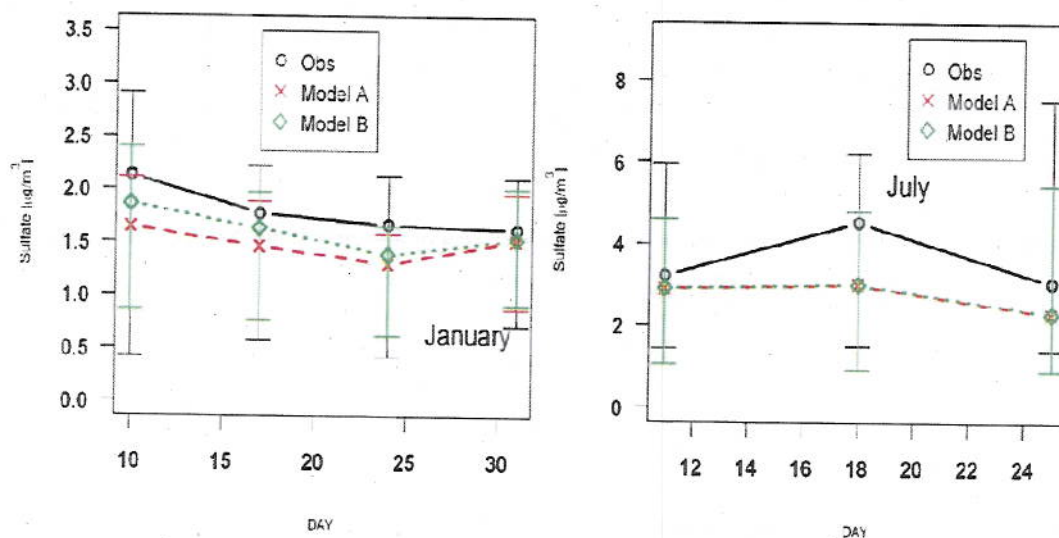 3.5
3.0
2.5
2.0
1.5
1.0
0.5
0.0
Sulfate [µg/m³]
Obs
Model A
Model B
January
10
15
20
25
30
DAY
8
6
4
2
0
Sulfate [µg/m³]
Obs
Model A
Model B
July
12
14
16
18
20
22
24
DAY